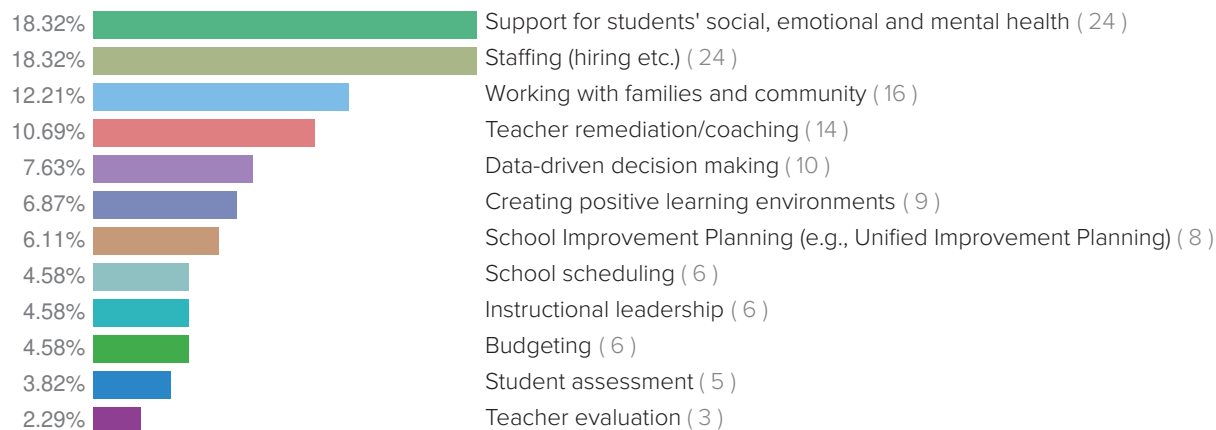 18.32% Support for students' social, emotional and mental health ( 24 )
18.32% Staffing (hiring etc.) ( 24 )
12.21% Working with families and community ( 16 )
10.69% Teacher remediation/coaching ( 14 )
7.63% Data-driven decision making ( 10 )
6.87% Creating positive learning environments ( 9 )
6.11% School Improvement Planning (e.g., Unified Improvement Planning) ( 8 )
4.58% School scheduling ( 6 )
4.58% Instructional leadership ( 6 )
4.58% Budgeting ( 6 )
3.82% Student assessment ( 5 )
2.29% Teacher evaluation ( 3 )